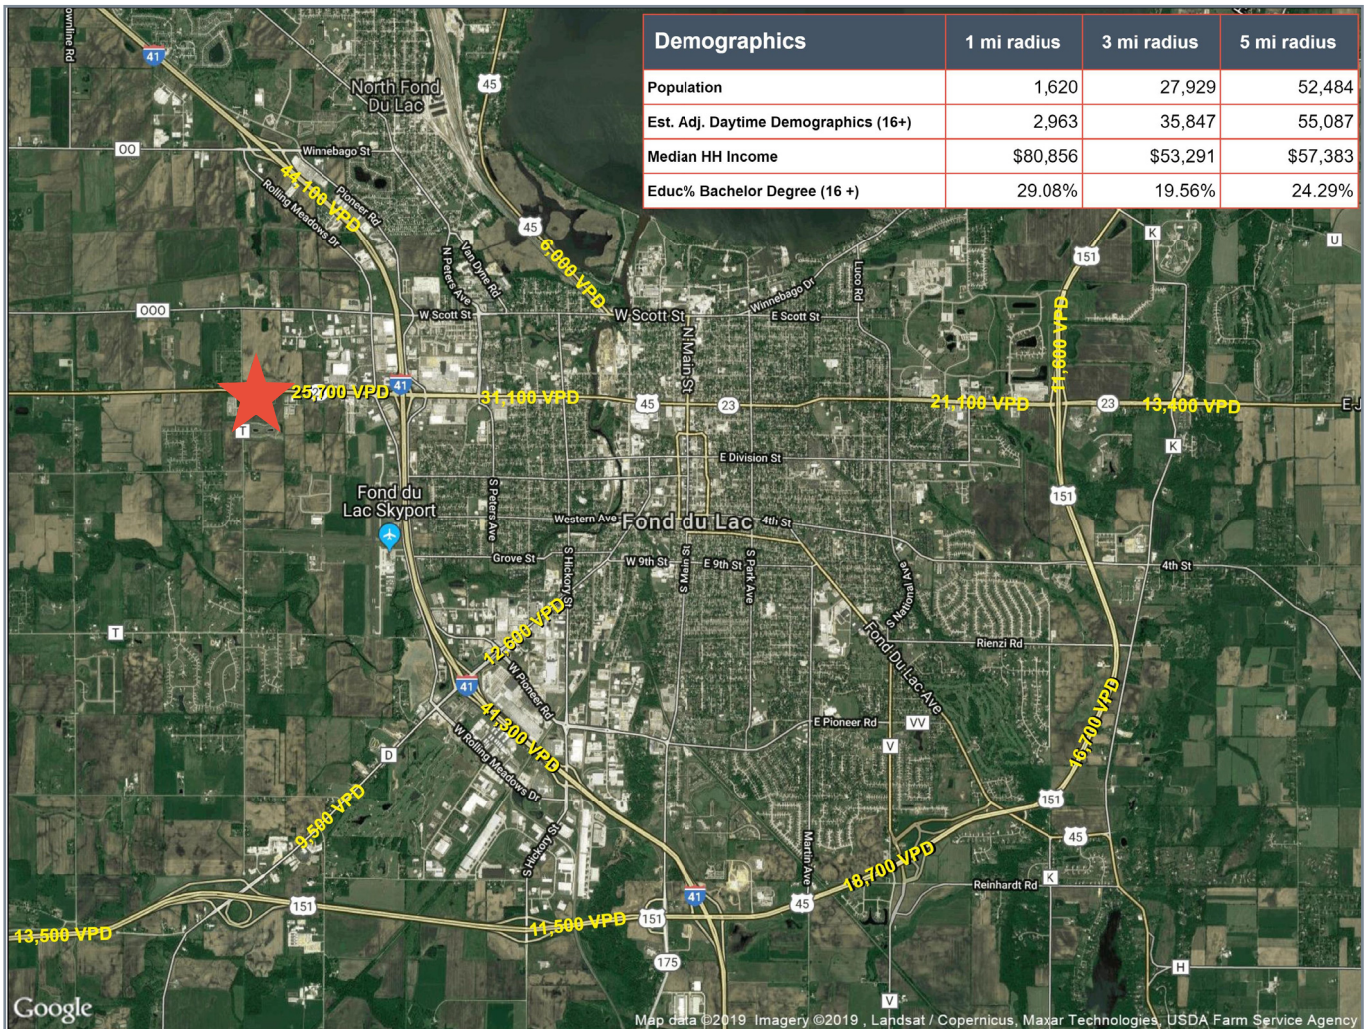 Demographics 1 mi radius 3 mi radius 5 mi radius
Population 1,620 27,929 52,484
Est. Adj. Daytime Demographics (16+) 2,963 35,847 55,087
Median HH Income $80,856 $53,291 $57,383
Educ% Bachelor Degree (16 +) 29.08% 19.56% 24.29%
ownline Rd
41
45
North Fond
Du Lac
OO
Winnebago St
44,100 VPD
Pioneer Rd
Rolling Meadows Dr
45
6,000 VPD
Van Dyne Rd
N Peters Ave
Luco Rd
151
K
U
OOO
W Scott St
W Scott St
Winnebago Dr
E Scott St
N Main St
11,600 VPD
25,700 VPD
41
31,100 VPD
45
23
21,100 VPD
23
13,400 VPD
E J
T
K
E Division St
Fond du
Lac Skyport
S Peters Ave
151
Western Ave
Fond du Lac
4th St
Grove St
S Hickory St
W 9th St
S Main St
E 9th St
S Park Ave
S National Ave
4th St
T
12,600 VPD
Rienzi Rd
Fond Du Lac Ave
41
W Pioneer Rd
41,300 VPD
E Pioneer Rd
VV
V
16,700 VPD
D
W Rolling Meadows Dr
9,500 VPD
S Hickory St
Martin Ave
151
45
18,700 VPD
K
Reinhardt Rd
151
41
45
13,500 VPD
11,500 VPD
151
175
H
V
Google
Map data ©2019 Imagery ©2019 , Landsat / Copernicus, Maxar Technologies, USDA Farm Service Agency